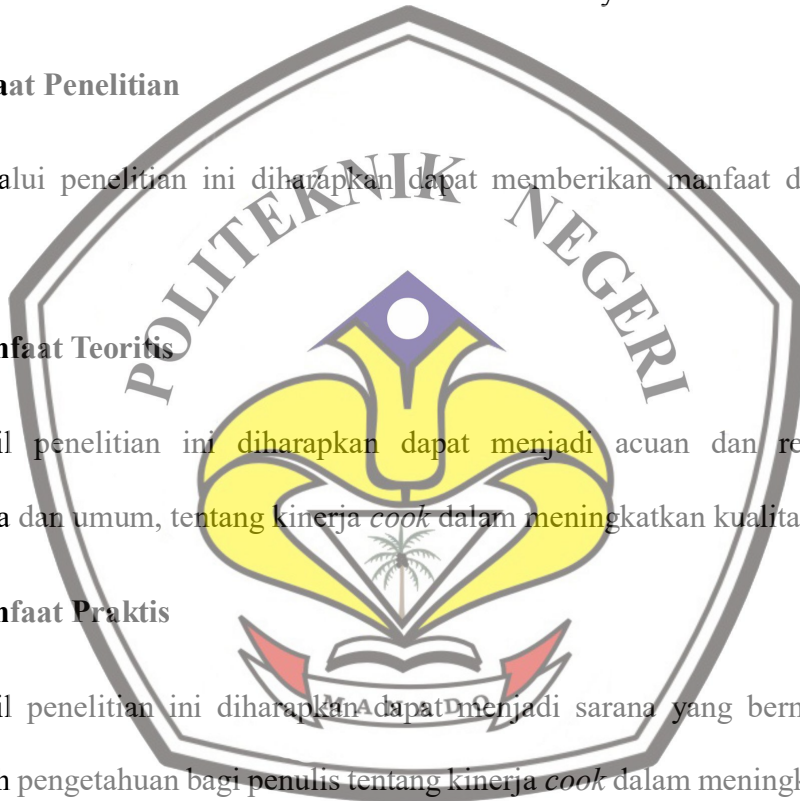 aat Penelitian
alui penelitian ini diharapkan dapat memberikan manfaat d
POLITEKNIK NEGERI
nfaat Teoritis
il penelitian ini diharapkan dapat menjadi acuan dan re
a dan umum, tentang kinerja cook dalam meningkatkan kualita
nfaat Praktis
il penelitian ini diharapkan dapat menjadi sarana yang bern
MANADO
n pengetahuan bagi penulis tentang kinerja cook dalam meningk